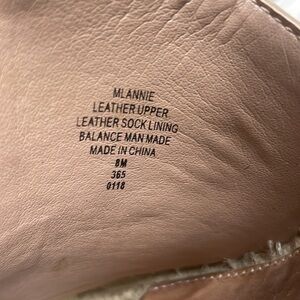 MLANNIE
LEATHER UPPER
LEATHER SOCK LINING
BALANCE MAN MADE
MADE IN CHINA
8M
365
0118